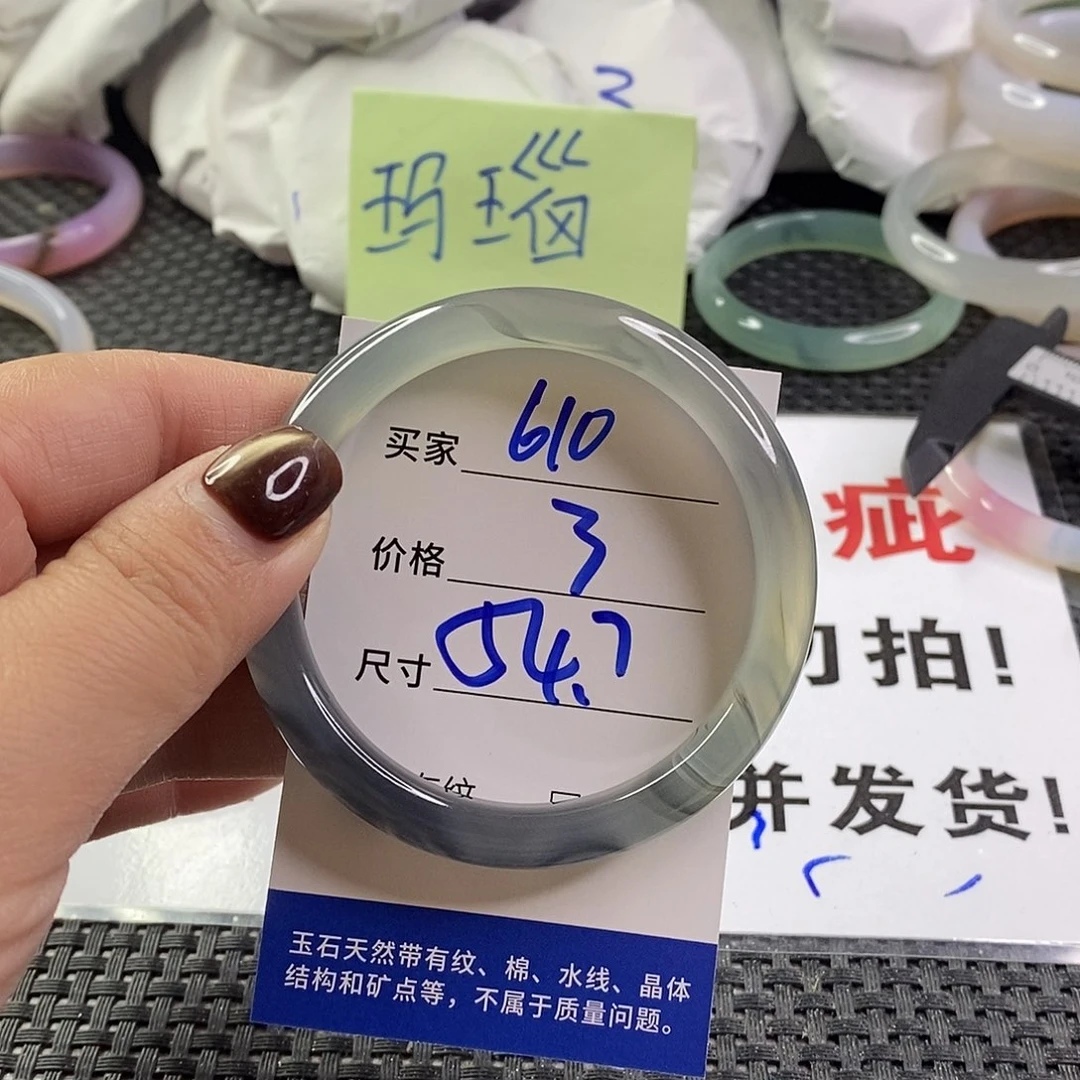 玛瑙
买家 610
价格 3
尺寸 54.7
玉石天然带有纹、棉、水线、晶体
结构和矿点等，不属于质量问题。
疵
勿拍！
并发货！